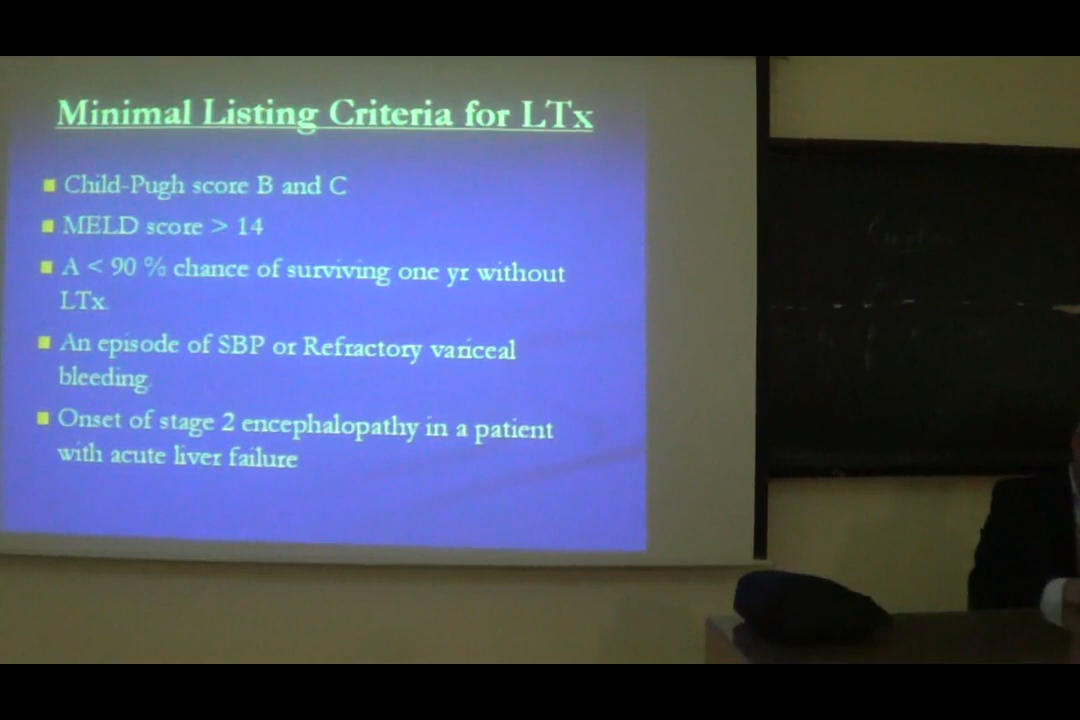 Minimal Listing Criteria for LTx
Child-Pugh score B and C
MELD score > 14
A < 90 % chance of surviving one yr without
LTx.
An episode of SBP or Refractory variceal
bleeding.
Onset of stage 2 encephalopathy in a patient
with acute liver failure